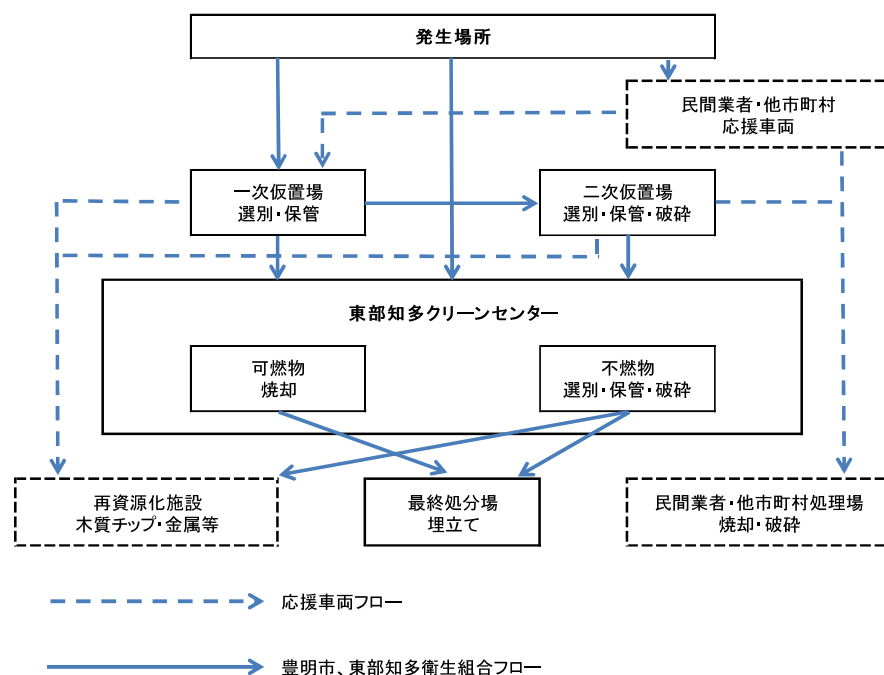 発生場所
民間業者・他市町村
応援車両
一次仮置場
選別・保管
二次仮置場
選別・保管・破砕
東部知多クリーンセンター
可燃物
焼却
不燃物
選別・保管・破砕
再資源化施設
木質チップ・金属等
最終処分場
埋立て
民間業者・他市町村処理場
焼却・破砕
応援車両フロー
豊明市、東部知多衛生組合フロー